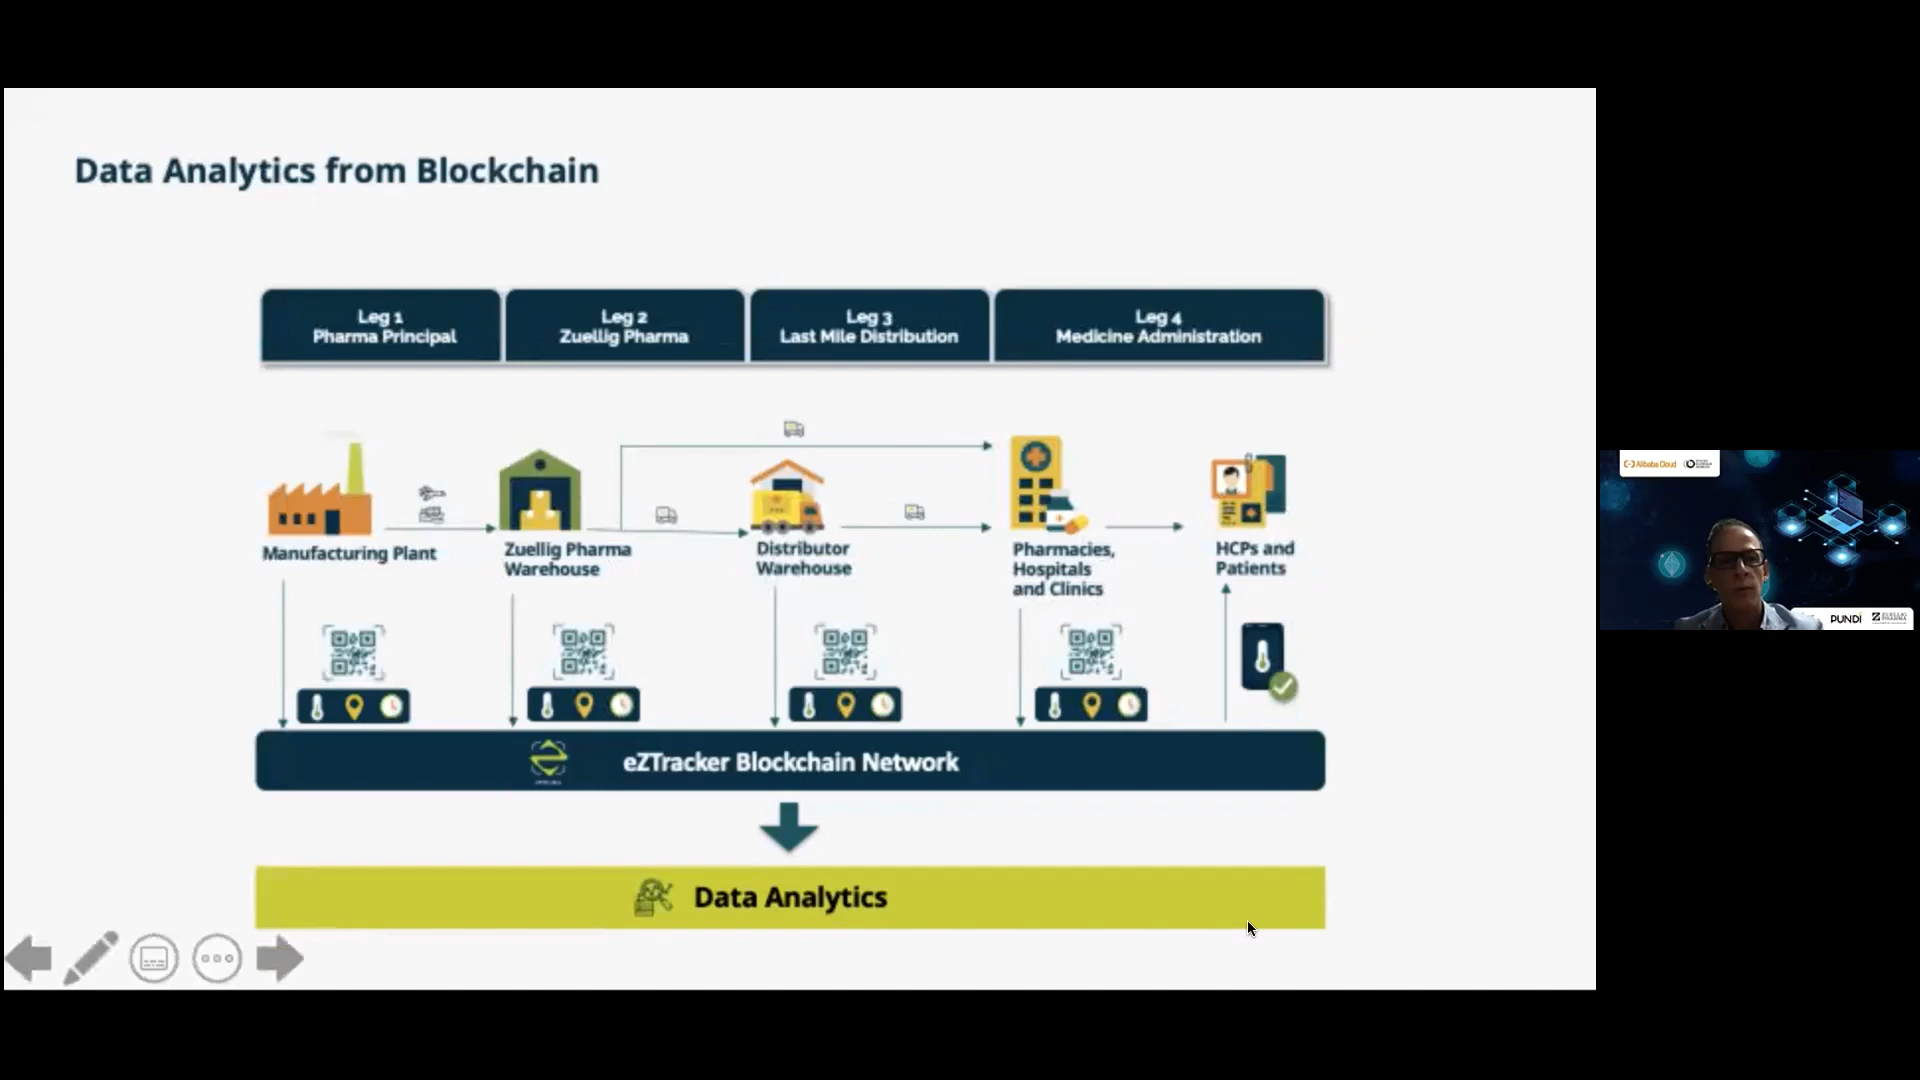 Data Analytics from Blockchain
Leg 1
Pharma Principal
Leg 2
Zuellig Pharma
Leg 3
Last Mile Distribution
Leg 4
Medicine Administration
Manufacturing Plant
Zuellig Pharma
Warehouse
Distributor
Warehouse
Pharmacies,
Hospitals
and Clinics
HCPs and
Patients
eZTracker Blockchain Network
Data Analytics
Alibaba Cloud
PUNDI
ZUELLIG
PHARMA